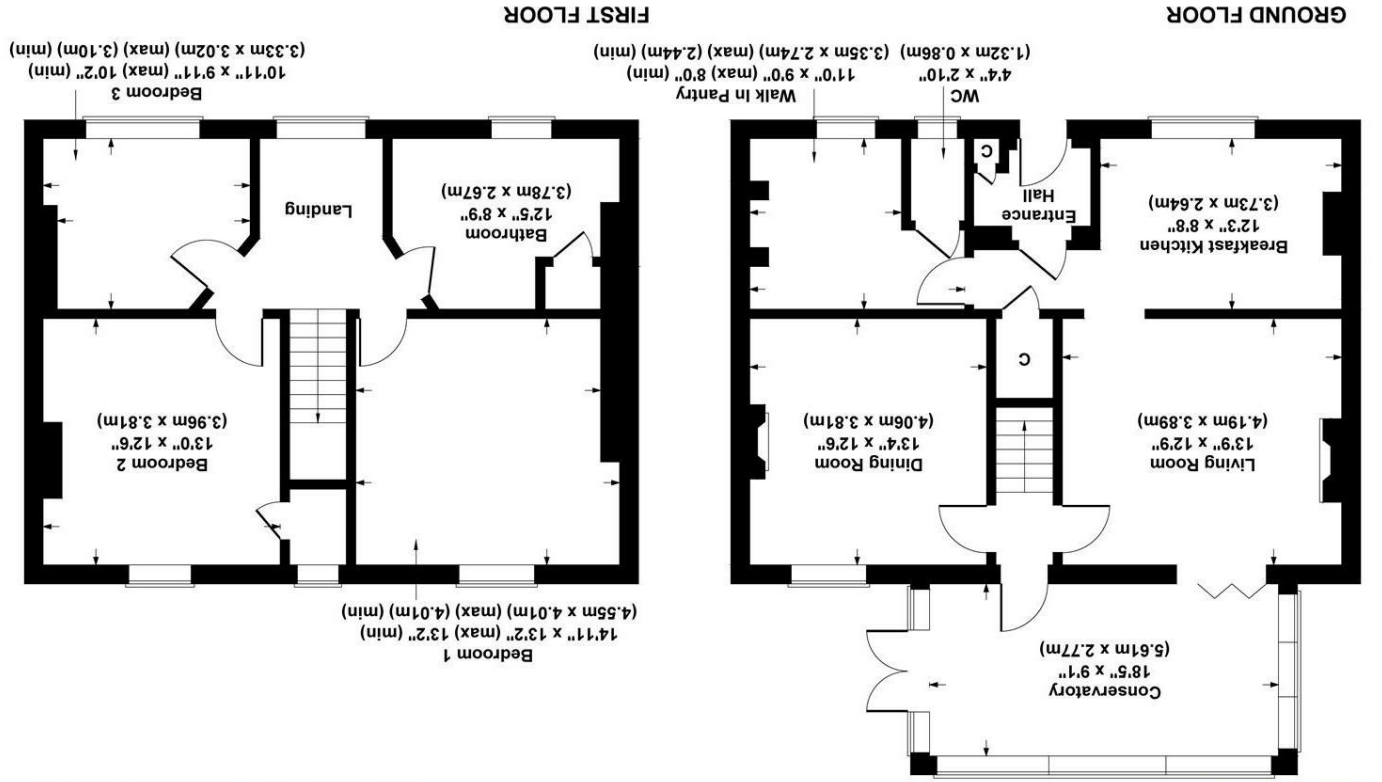 Conservatory
18'5" x 9'1"
(5.61m x 2.77m)
Living Room
13'9" x 12'9"
(4.19m x 3.89m)
Dining Room
13'4" x 12'6"
(4.06m x 3.81m)
C
Breakfast Kitchen
12'3" x 8'8"
(3.73m x 2.64m)
Entrance
Hall
C
WC
4'4" x 2'10"
(1.32m x 0.86m)
Walk In Pantry
11'0" x 9'0" (max) 8'0" (min)
(3.35m x 2.74m) (max) (2.44m) (min)
GROUND FLOOR
Bedroom 1
14'11" x 13'2" (max) 13'2" (min)
(4.55m x 4.01m) (max) (4.01m) (min)
Bedroom 2
13'0" x 12'6"
(3.96m x 3.81m)
Bathroom
12'5" x 8'9"
(3.78m x 2.67m)
Landing
Bedroom 3
10'11" x 9'11" (max) 10'2" (min)
(3.33m x 3.02m) (max) (3.10m) (min)
FIRST FLOOR